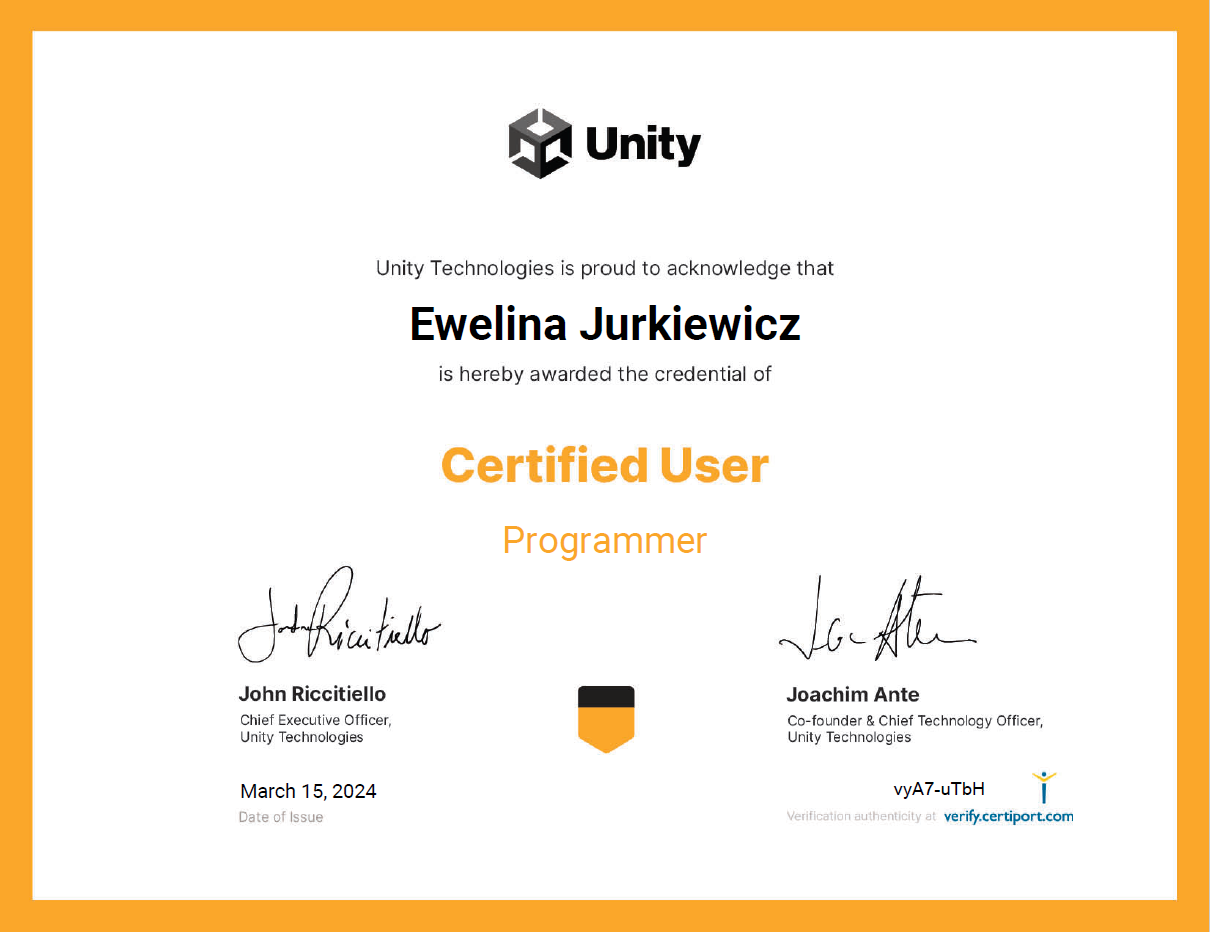 Unity
Unity Technologies is proud to acknowledge that
Ewelina Jurkiewicz
is hereby awarded the credential of
Certified User
Programmer
John Riccitiello
John Riccitiello
Chief Executive Officer,
Unity Technologies
March 15, 2024
Date of Issue
Joachim Ante
Co-founder & Chief Technology Officer,
Unity Technologies
vyA7-uTbH
Verification authenticity at verify.certiport.com